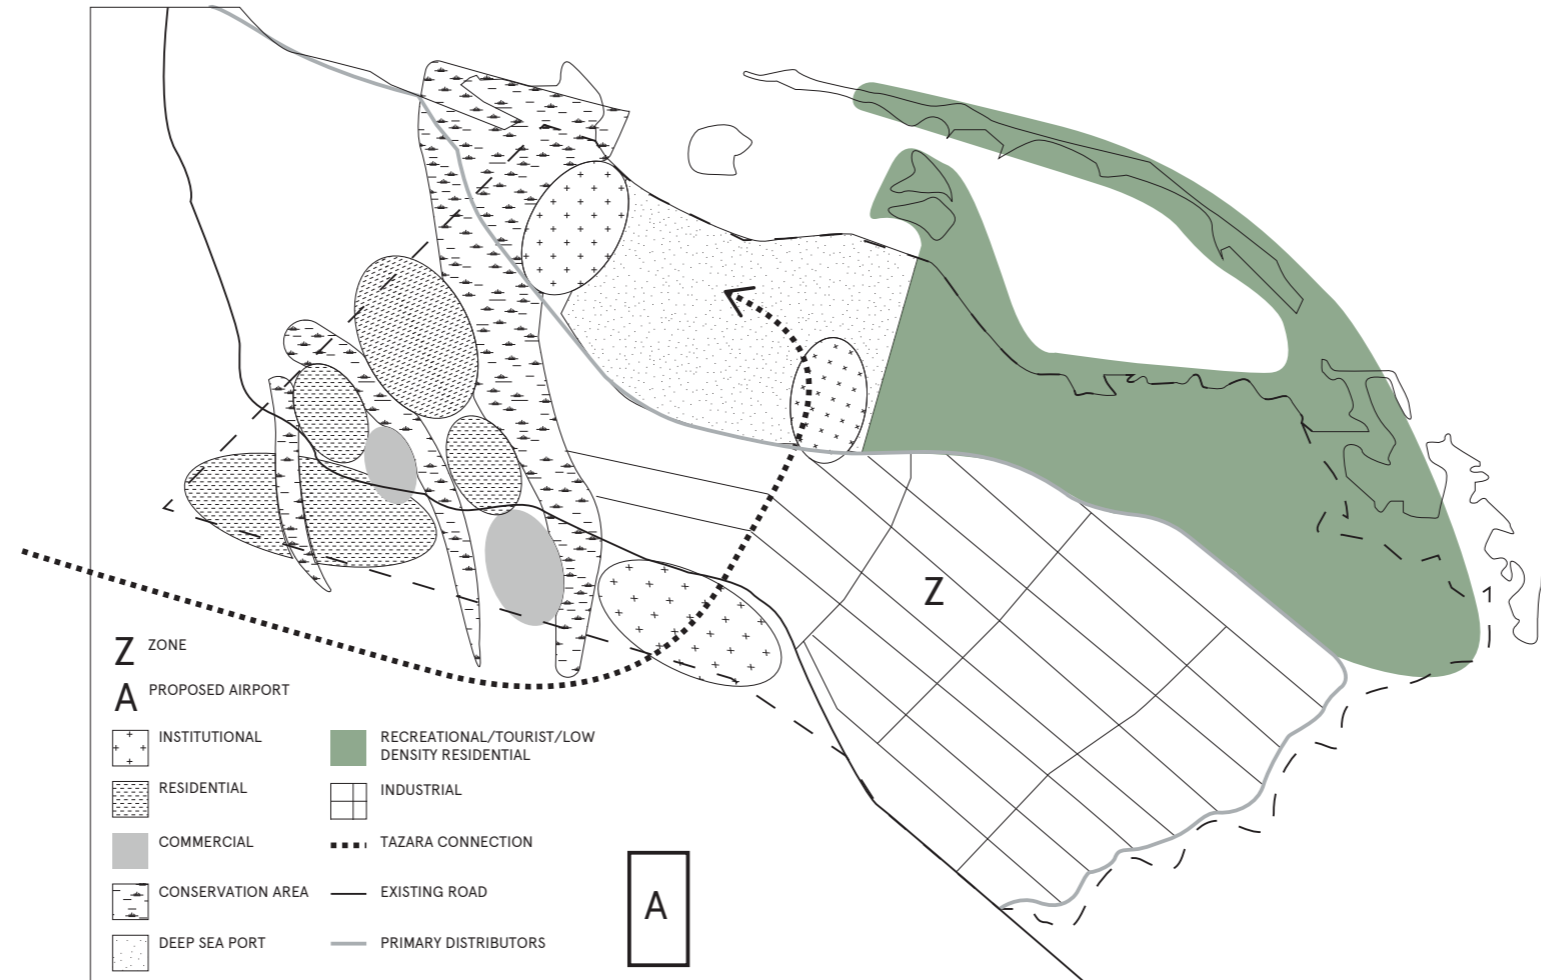 Z
Z ZONE
A PROPOSED AIRPORT
INSTITUTIONAL
RESIDENTIAL
COMMERCIAL
CONSERVATION AREA
DEEP SEA PORT
RECREATIONAL/TOURIST/LOW
DENSITY RESIDENTIAL
INDUSTRIAL
TAZARA CONNECTION
EXISTING ROAD
PRIMARY DISTRIBUTORS
A